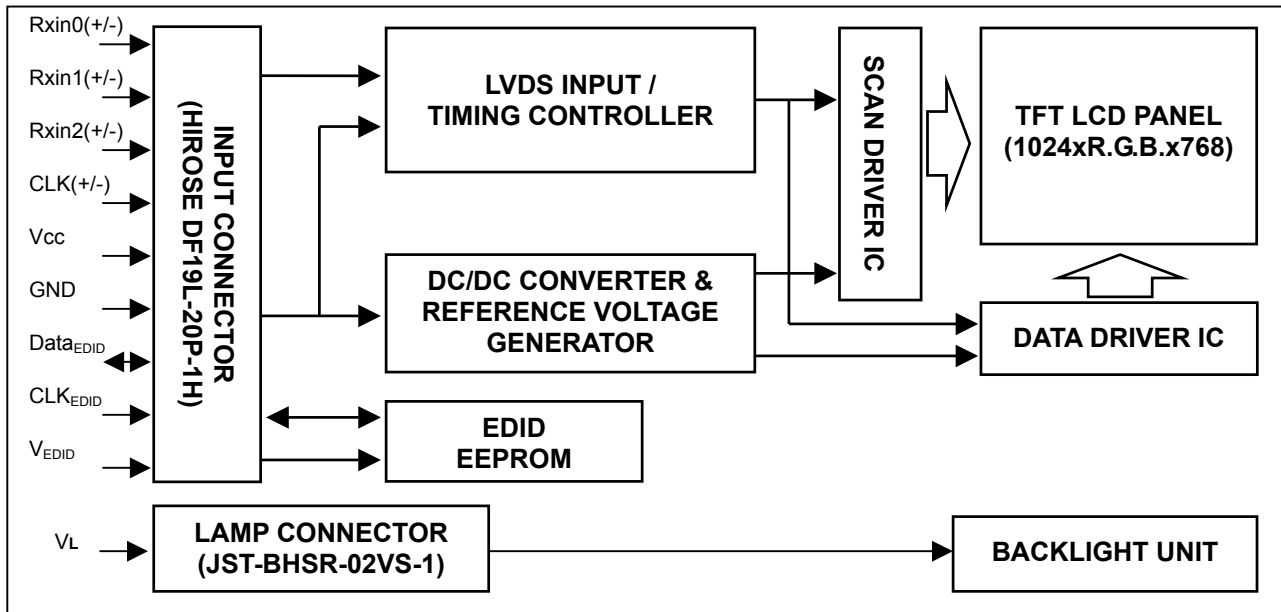 Rxin0(+/-)
Rxin1(+/-)
Rxin2(+/-)
CLK(+/-)
Vcc
GND
DataEDID
CLKEDID
VEDID
VL
INPUT CONNECTOR
(HIROSE DF19L-20P-1H)
LVDS INPUT /
TIMING CONTROLLER
DC/DC CONVERTER &
REFERENCE VOLTAGE
GENERATOR
EDID
EEPROM
LAMP CONNECTOR
(JST-BHSR-02VS-1)
SCAN DRIVER IC
TFT LCD PANEL
(1024xR.G.B.x768)
DATA DRIVER IC
BACKLIGHT UNIT